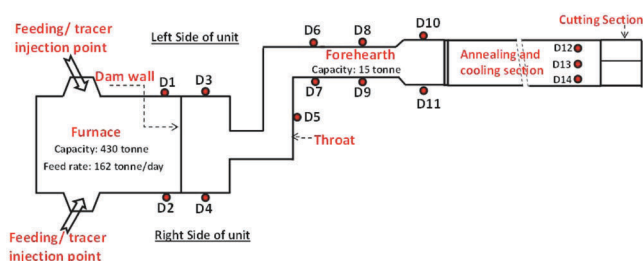 Feeding/ tracer
injection point
Left Side of unit
Dam wall
D1
D3
Furnace
Capacity: 430 tonne
Feed rate: 162 tonne/day
D2
D4
Feeding/ tracer
injection point
Right Side of unit
D5
Throat
D6
D8
D10
Forehearth
Capacity: 15 tonne
D7
D9
D11
Cutting Section
Annealing and
cooling section
D12
D13
D14